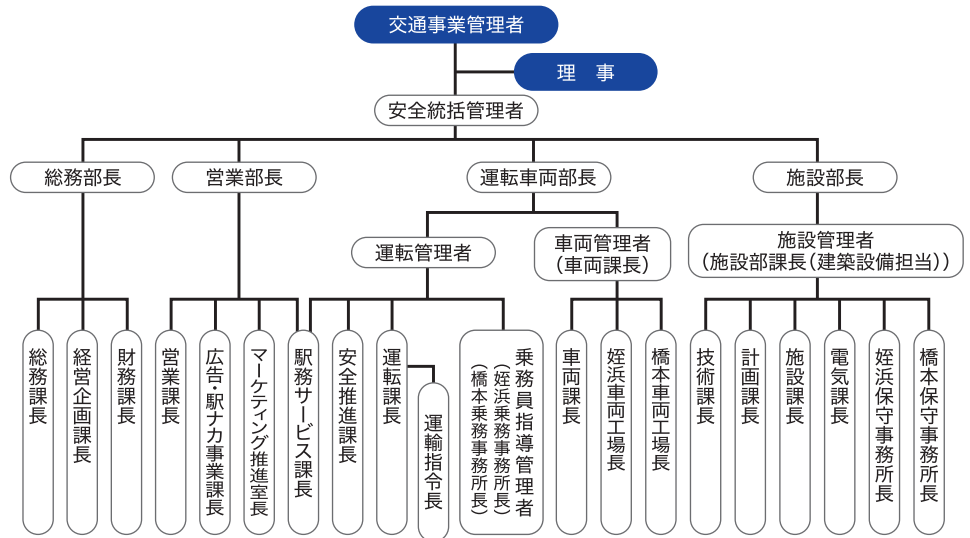 交通事業管理者
理　事
安全統括管理者
総務部長
営業部長
運転車両部長
施設部長
運転管理者
車両管理者
（車両課長）
施設管理者
（施設部課長（建築設備担当））
総務課長
経営企画課長
財務課長
営業課長
広告・駅ナカ事業課長
マーケティング推進室長
駅務サービス課長
安全推進課長
運転課長
運輸指令長
乗務員指導管理者
（姪浜乗務事務所長）
（橋本乗務事務所長）
車両課長
姪浜車両工場長
橋本車両工場長
技術課長
計画課長
施設課長
電気課長
姪浜保守事務所長
橋本保守事務所長